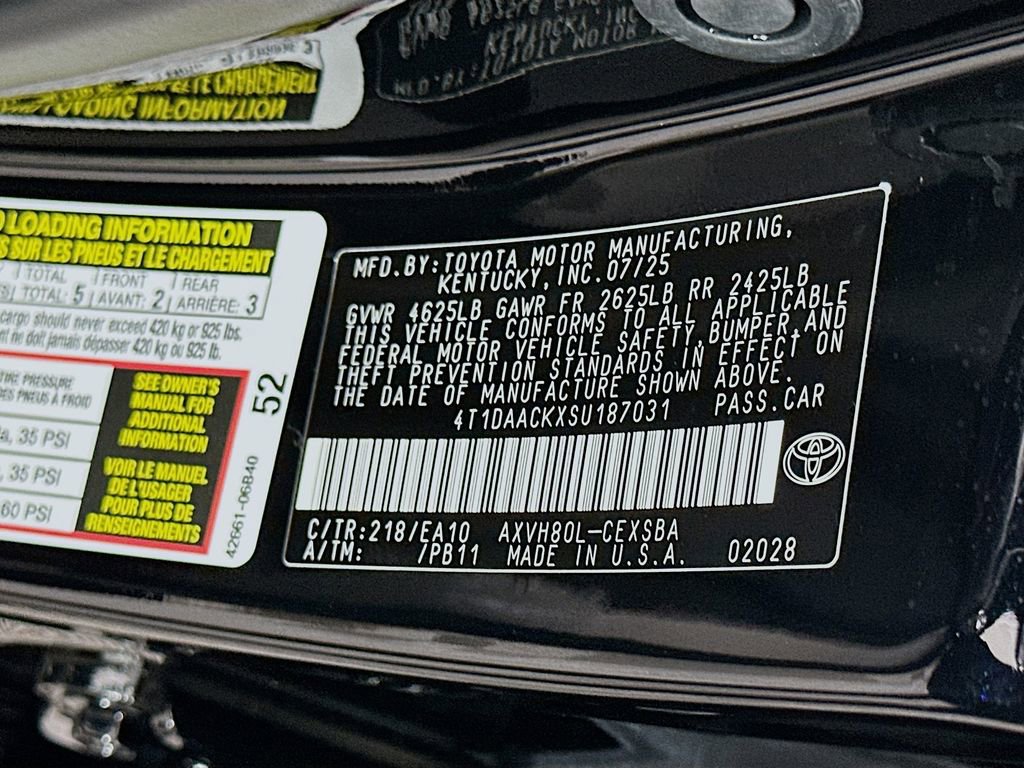 LOADING INFORMATION
SUR LES PNEUS ET LE CHARGEMENT
TOTAL FRONT REAR
TOTAL: 5 AVANT: 2 ARRIÈRE: 3
cargo should never exceed 420 kg or 925 lbs.
ne doit jamais dépasser 420 kg ou 925 lb.
PRESSURE
DES PNEUS À FROID
35 PSI
35 PSI
60 PSI
SEE OWNER'S
MANUAL FOR
ADDITIONAL
INFORMATION
VOIR LE MANUEL
DE L'USAGER
POUR PLUS DE
RENSEIGNEMENTS
52
42661-06B40
MFD.BY:TOYOTA MOTOR MANUFACTURING,
KENTUCKY, INC.07/25
GVWR 4625LB GAWR FR 2625LB RR 2425LB
THIS VEHICLE CONFORMS TO ALL APPLICABLE
FEDERAL MOTOR VEHICLE SAFETY,BUMPER,AND
THEFT PREVENTION STANDARDS IN EFFECT ON
THE DATE OF MANUFACTURE SHOWN ABOVE.
4T1DAACKXSU187031 PASS.CAR
C/TR:218/EA10 AXVH80L-CEXSBA
A/TM: /PB11 MADE IN U.S.A. 02028